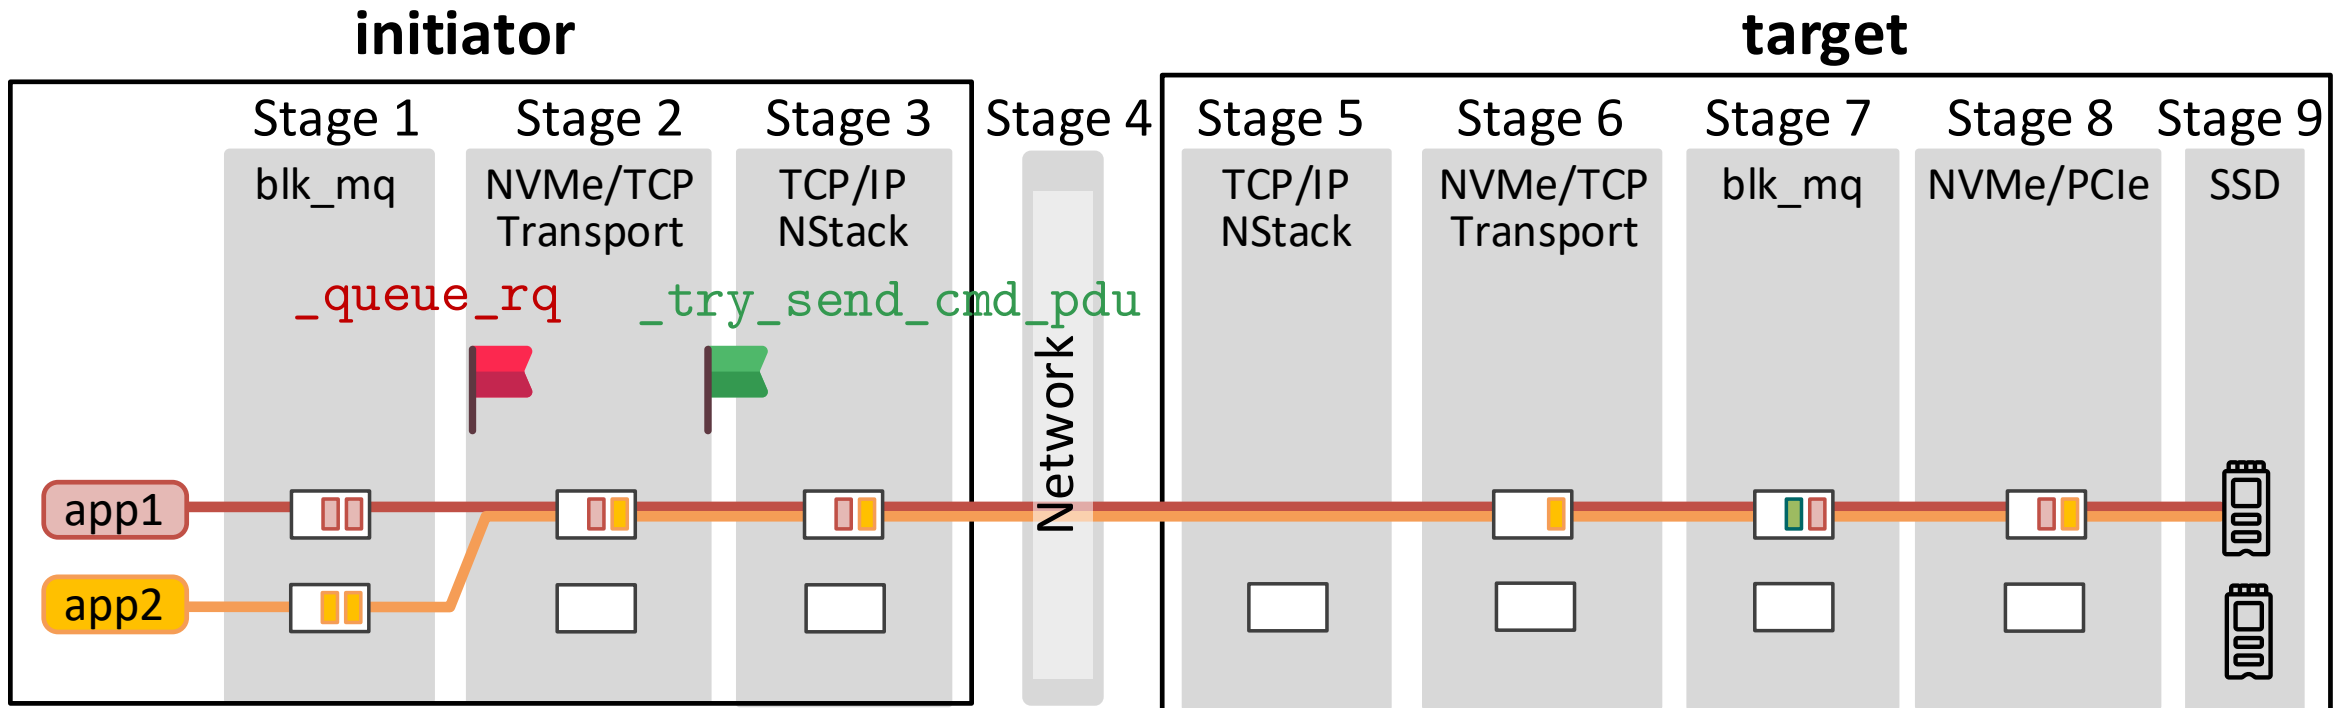 initiator
target
Stage 1
Stage 2
Stage 3
Stage 4
Stage 5
Stage 6
Stage 7
Stage 8
Stage 9
blk_mq
NVMe/TCP
Transport
TCP/IP
NStack
TCP/IP
NStack
NVMe/TCP
Transport
blk_mq
NVMe/PCIe
SSD
_queue_rq
_try_send_cmd_pdu
Network
app1
app2